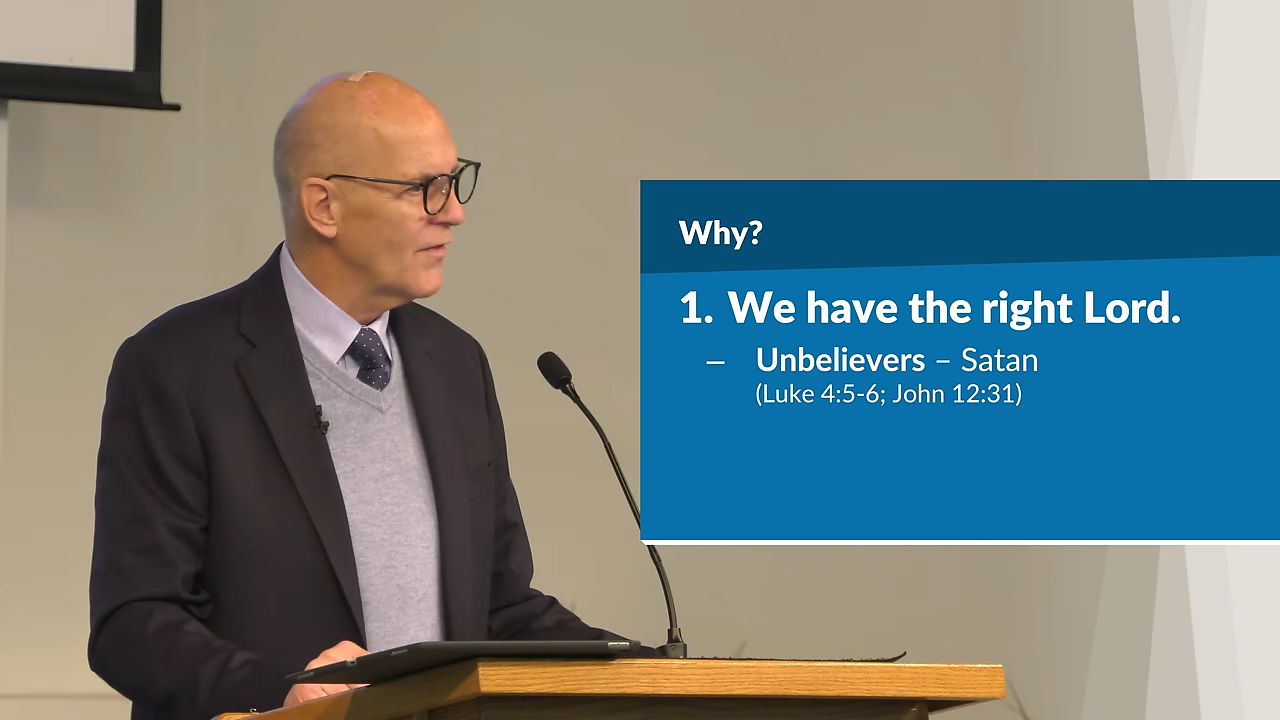 Why?
1. We have the right Lord.
– Unbelievers – Satan
(Luke 4:5-6; John 12:31)